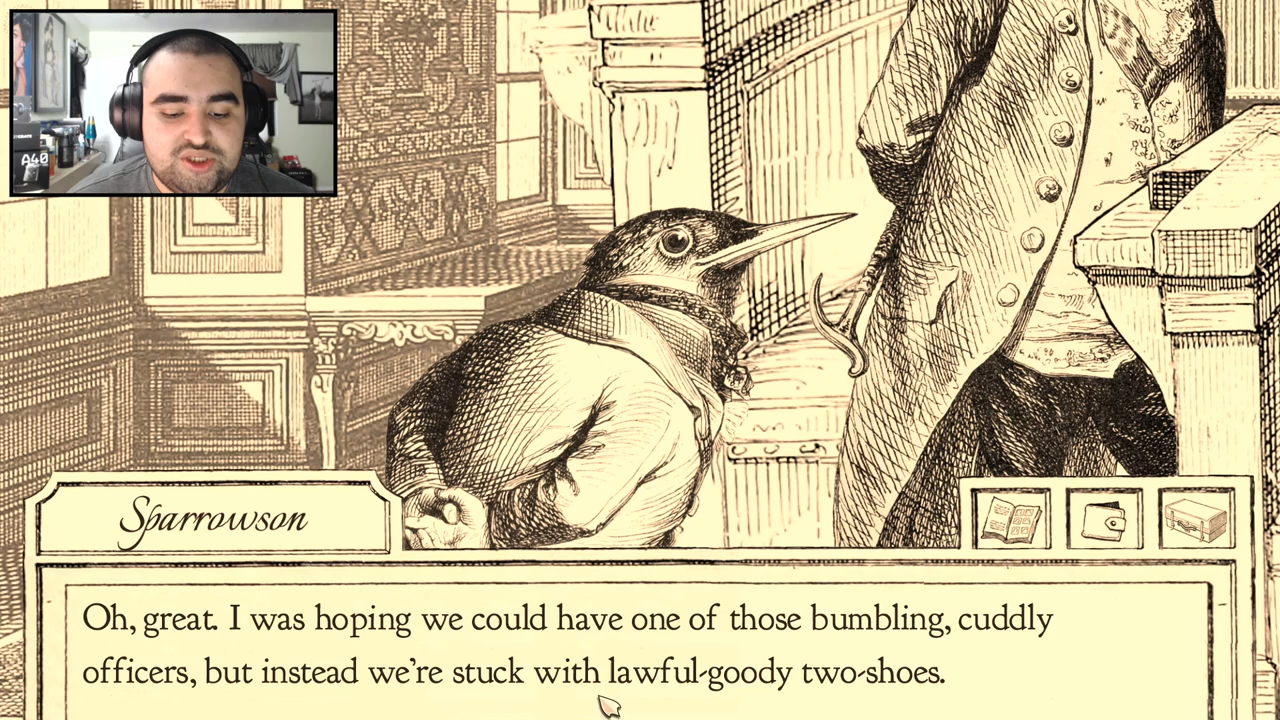 A40
Sparrowson
Oh, great. I was hoping we could have one of those bumbling, cuddly
officers, but instead we're stuck with lawful-goody two-shoes.